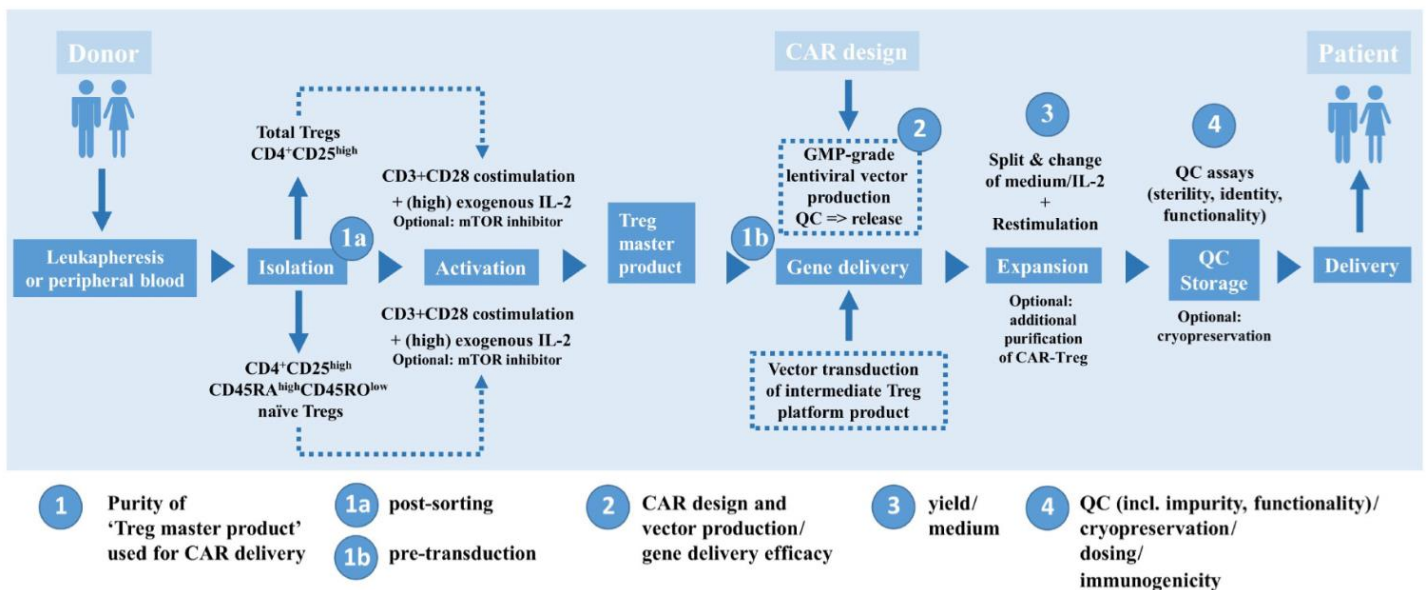 Donor
CAR design
Patient
Total Tregs
CD4⁺CD25ʰⁱᵍʰ
CD3+CD28 costimulation
+ (high) exogenous IL-2
Optional: mTOR inhibitor
2
GMP-grade
lentiviral vector
production
QC => release
3
Split & change
of medium/IL-2
+
Restimulation
4
QC assays
(sterility, identity,
functionality)
Leukapheresis
or peripheral blood
1a
Isolation
Activation
Treg
master
product
1b
Gene delivery
Expansion
QC
Storage
Delivery
CD3+CD28 costimulation
+ (high) exogenous IL-2
Optional: mTOR inhibitor
Optional:
additional
purification
of CAR-Treg
Optional:
cryopreservation
CD4⁺CD25ʰⁱᵍʰ
CD45RAʰⁱᵍʰCD45ROˡᵒʷ
naïve Tregs
Vector transduction
of intermediate Treg
platform product
1
Purity of
‘Treg master product’
used for CAR delivery
1a
post-sorting
1b
pre-transduction
2
CAR design and
vector production/
gene delivery efficacy
3
yield/
medium
4
QC (incl. impurity, functionality)/
cryopreservation/
dosing/
immunogenicity